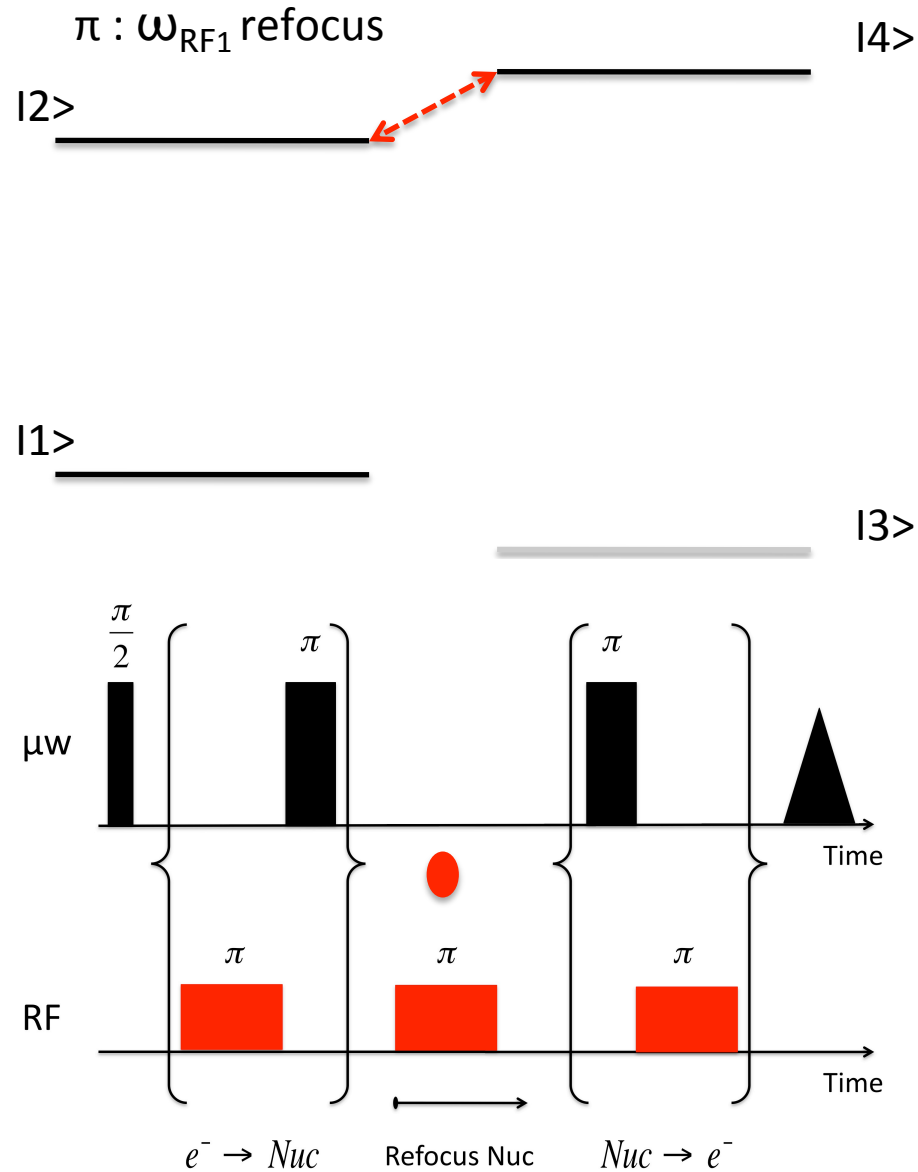 π : ωRF1 refocus
I4>
I2>
I1>
I3>
π/2
π
π
μw
Time
π
π
π
RF
Time
e⁻ → Nuc
Refocus Nuc
Nuc → e⁻